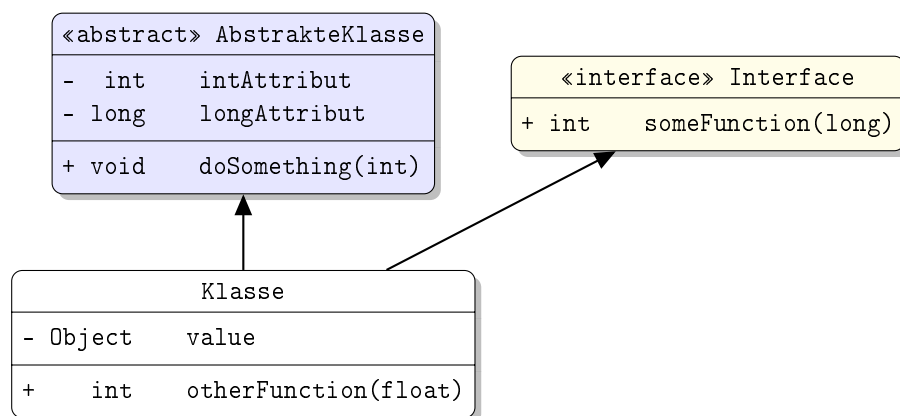 «abstract» AbstrakteKlasse
- int intAttribut
- long longAttribut
+ void doSomething(int)
«interface» Interface
+ int someFunction(long)
Klasse
- Object value
+ int otherFunction(float)